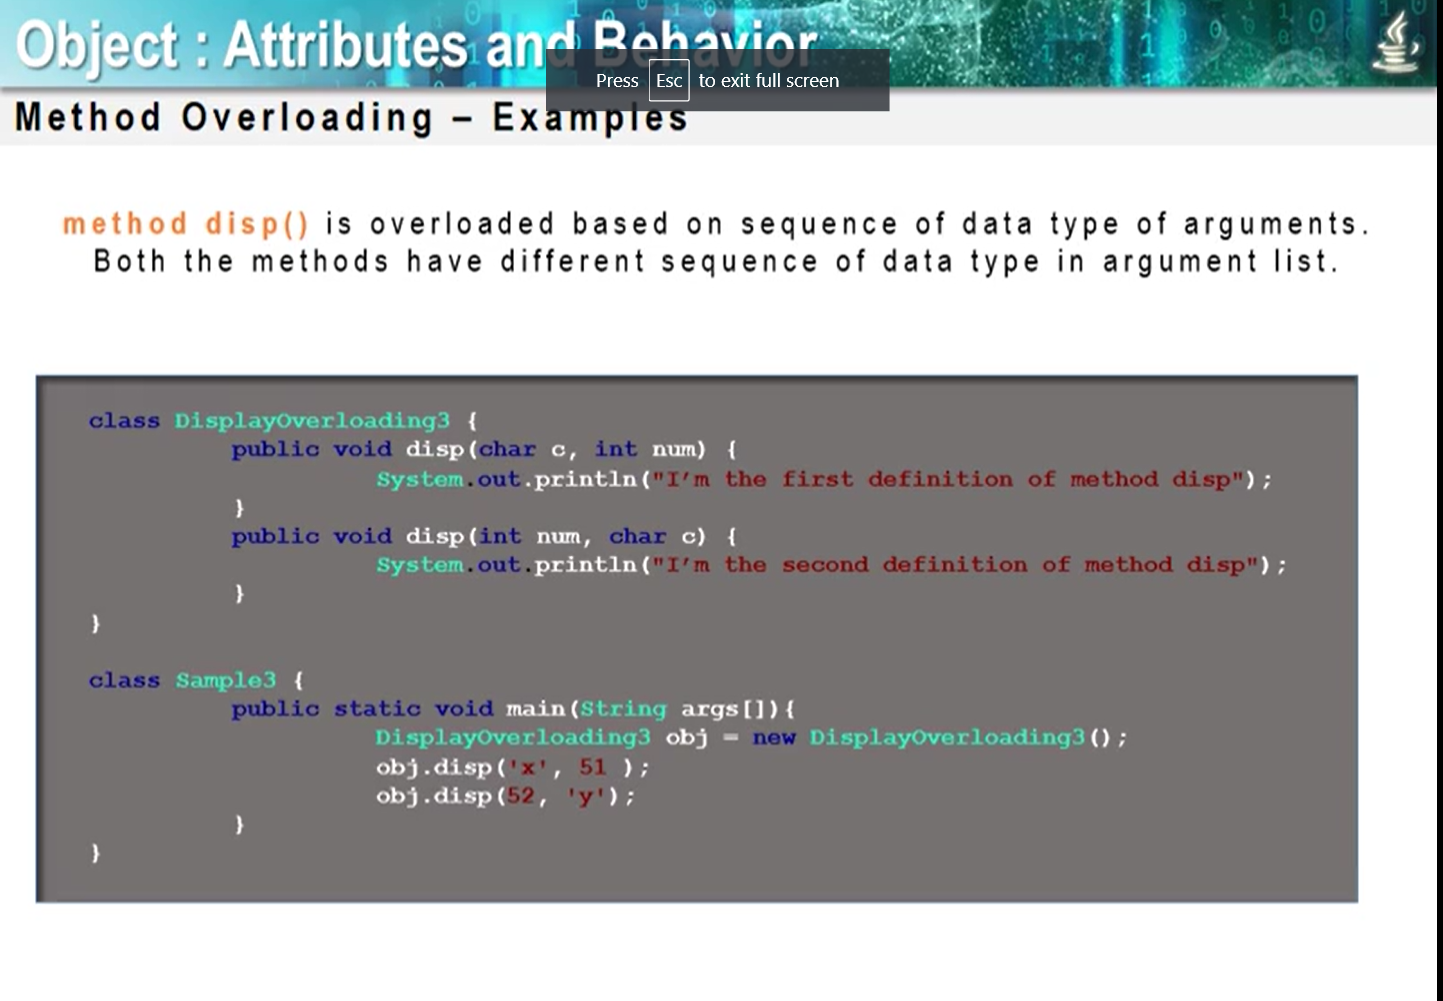 Object : Attributes and Behavior
Press Esc to exit full screen
Method Overloading – Examples
method disp() is overloaded based on sequence of data type of arguments.
Both the methods have different sequence of data type in argument list.
class DisplayOverloading3 {
public void disp(char c, int num) {
System.out.println("I'm the first definition of method disp");
}
public void disp(int num, char c) {
System.out.println("I'm the second definition of method disp");
}
}
class Sample3 {
public static void main(String args[]){
DisplayOverloading3 obj = new DisplayOverloading3();
obj.disp('x', 51 );
obj.disp(52, 'y');
}
}